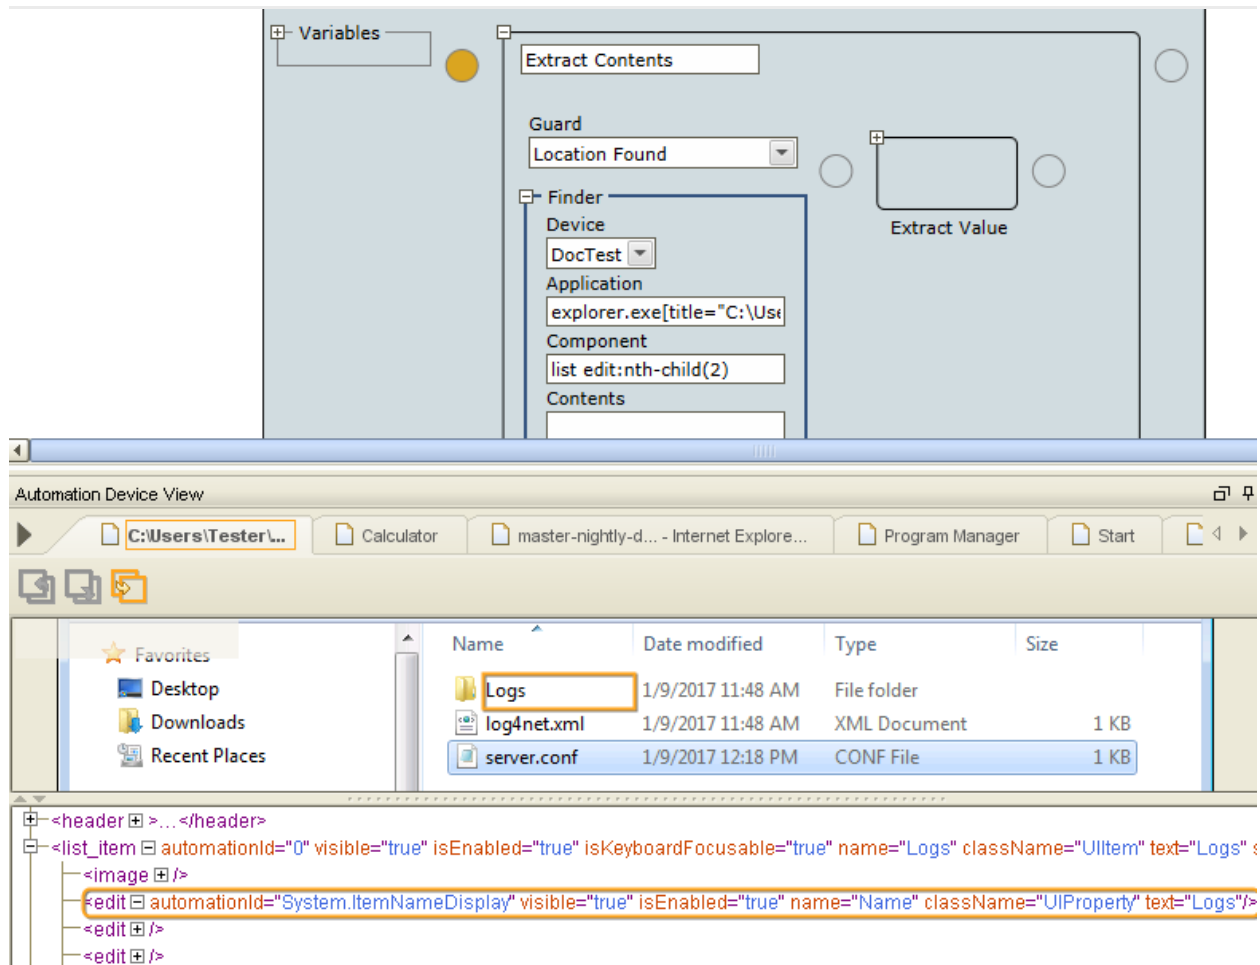 Variables
Extract Contents
Guard
Location Found
Finder
Device
DocTest
Application
explorer.exe[title="C:\Use
Component
list edit:nth-child(2)
Contents
Extract Value
Automation Device View
C:\Users\Tester\...
Calculator
master-nightly-d... - Internet Explore...
Program Manager
Start
Favorites
Desktop
Downloads
Recent Places
Name Date modified Type Size
Logs 1/9/2017 11:48 AM File folder
log4net.xml 1/9/2017 11:48 AM XML Document 1 KB
server.conf 1/9/2017 12:18 PM CONF File 1 KB
<header >...</header>
<list_item automationId="0" visible="true" isEnabled="true" isKeyboardFocusable="true" name="Logs" className="UIItem" text="Logs" s
<image />
<edit automationId="System.ItemNameDisplay" visible="true" isEnabled="true" name="Name" className="UIProperty" text="Logs"/>
<edit />
<edit />